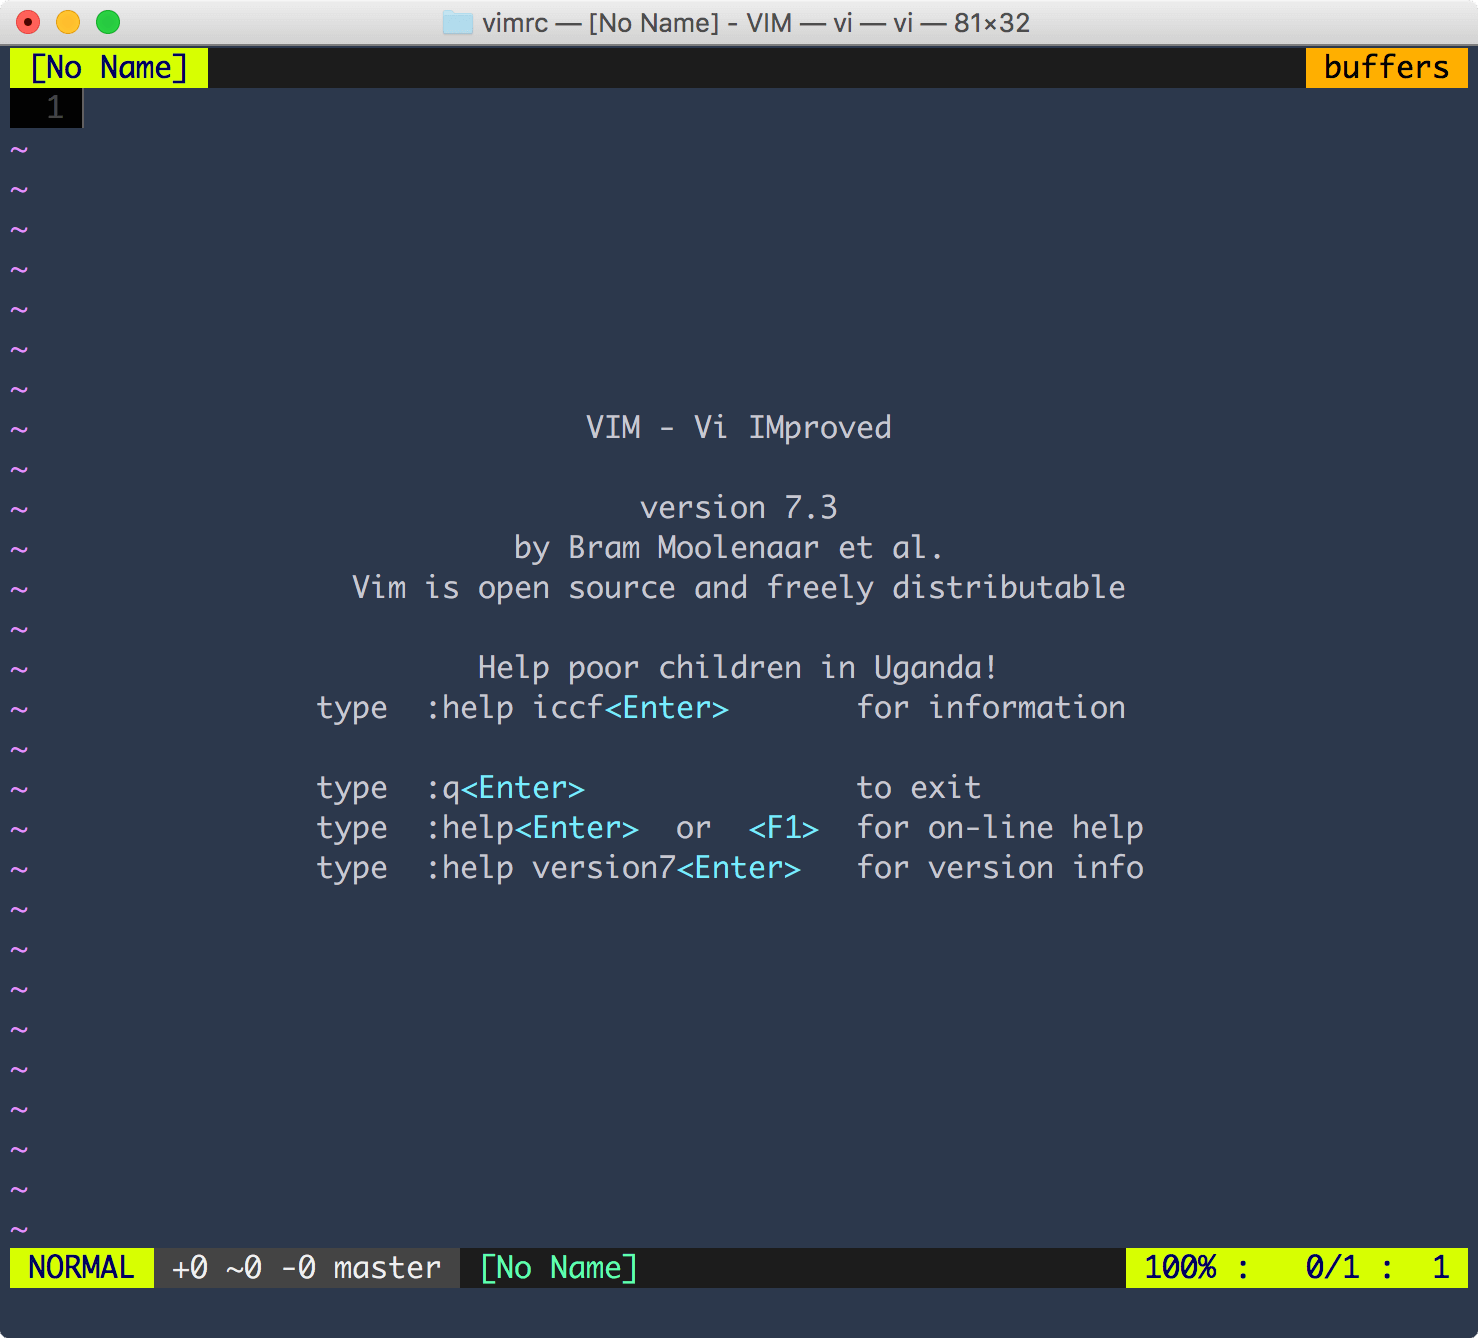 vimrc — [No Name] - VIM — vi — vi — 81×32
[No Name] buffers
1
~
~
~
~
~
~
~
~ VIM - Vi IMproved
~
~ version 7.3
~ by Bram Moolenaar et al.
~ Vim is open source and freely distributable
~
~ Help poor children in Uganda!
~ type :help iccf<Enter> for information
~
~ type :q<Enter> to exit
~ type :help<Enter> or <F1> for on-line help
~ type :help version7<Enter> for version info
~
~
~
~
~
~
~
~
~
NORMAL +0 ~0 -0 master [No Name] 100% : 0/1 : 1